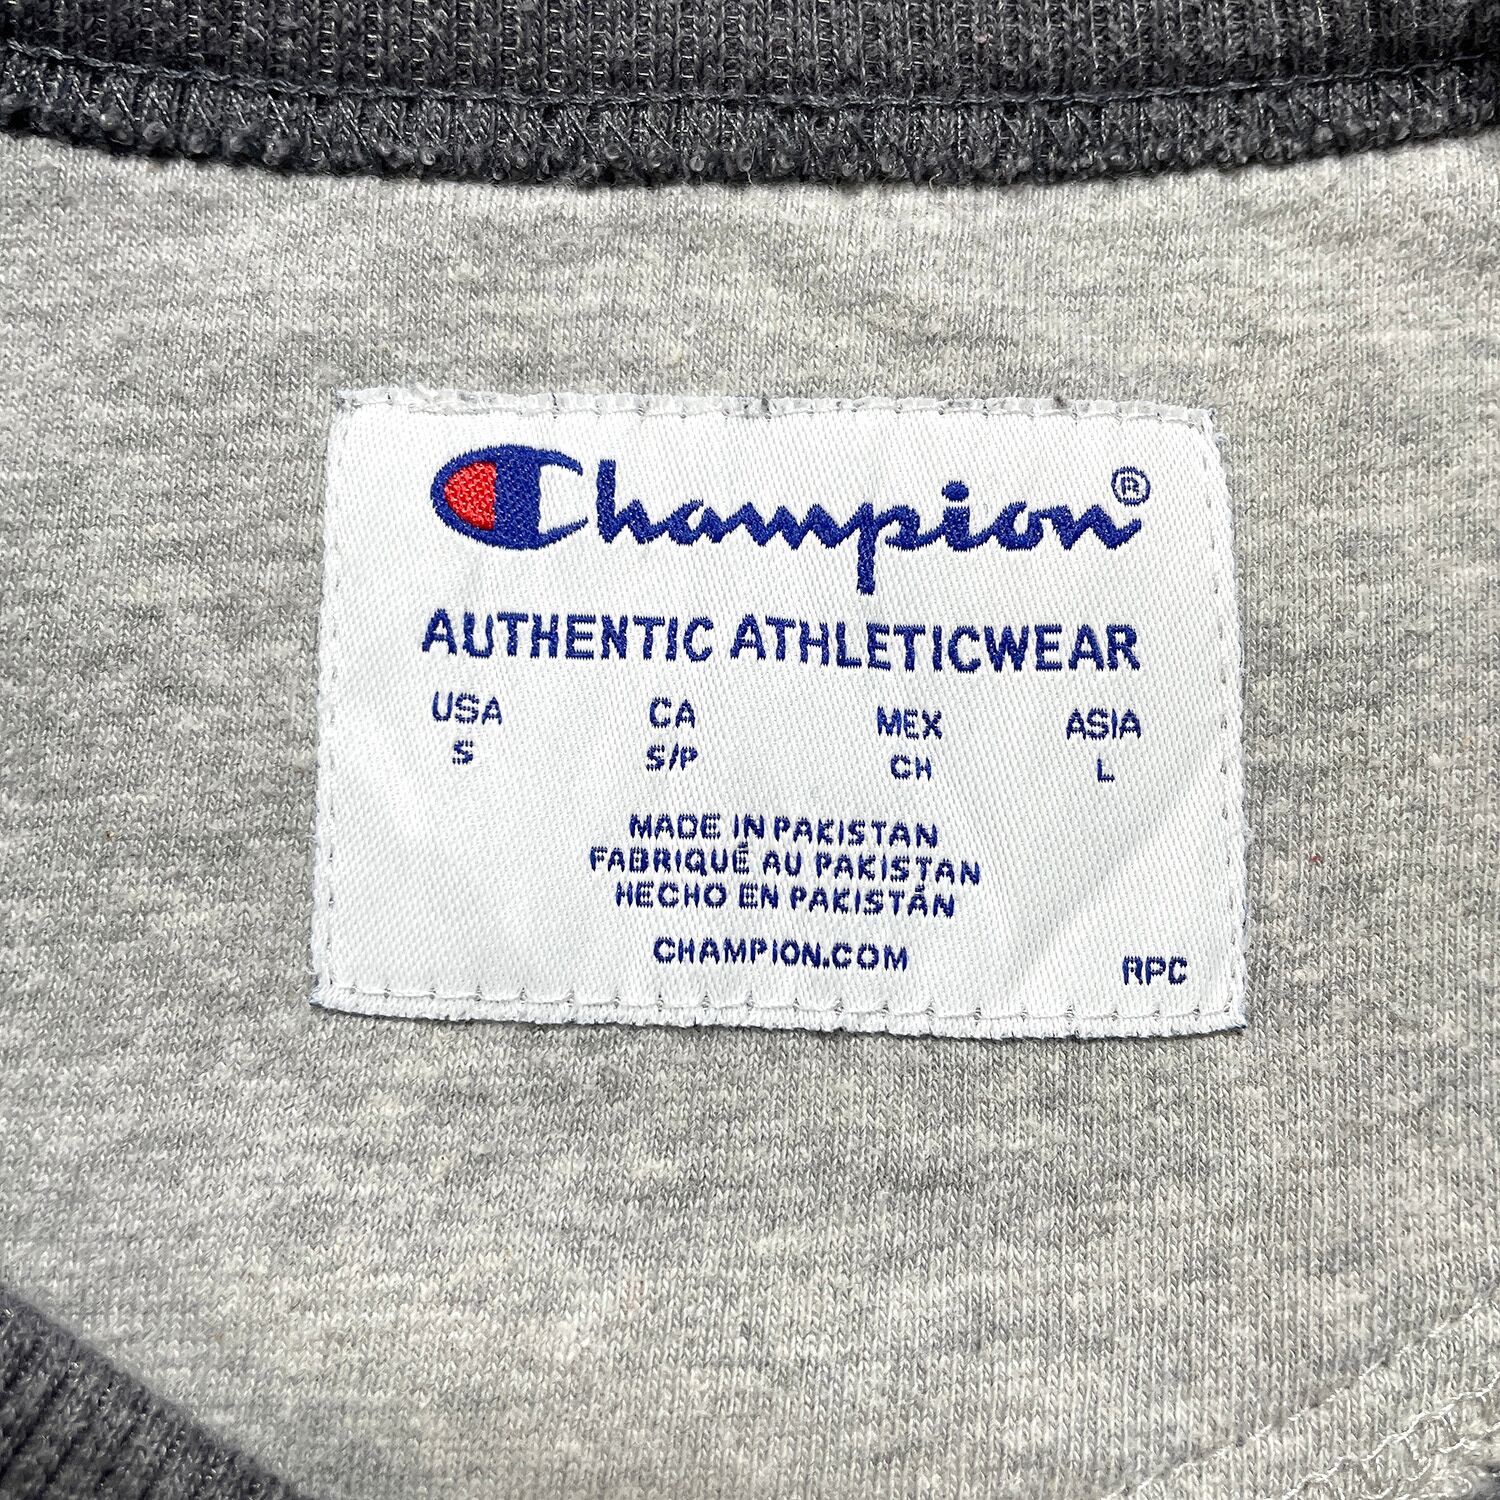 Champion®
AUTHENTIC ATHLETICWEAR
USA CA MEX ASIA
S S/P CH L
MADE IN PAKISTAN
FABRIQUÉ AU PAKISTAN
HECHO EN PAKISTÁN
CHAMPION.COM
RPC